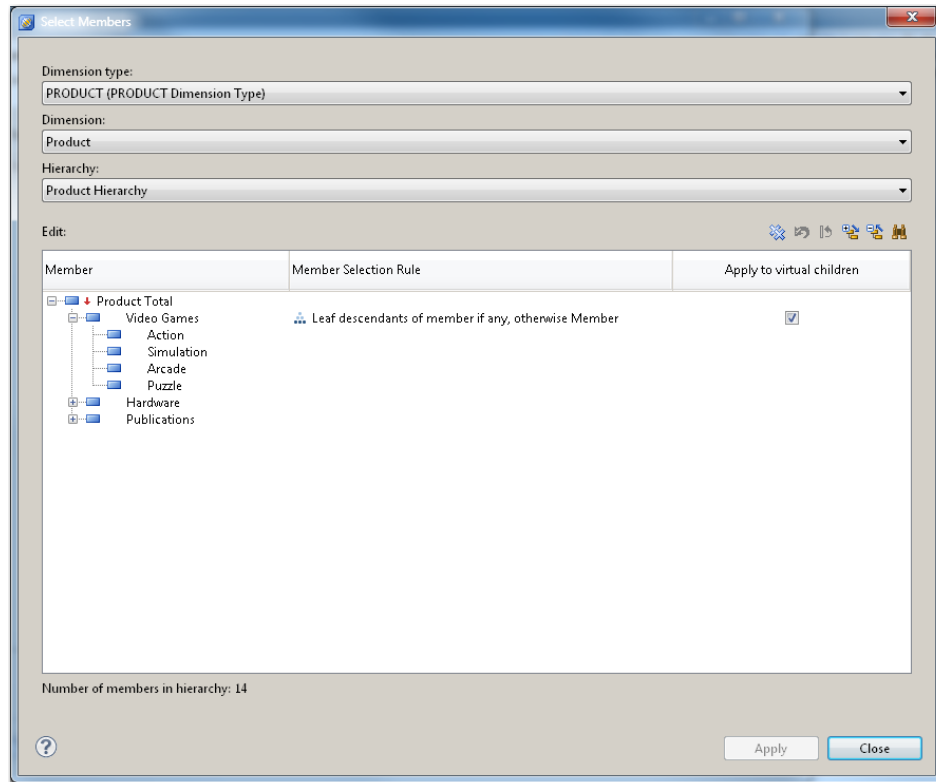 Select Members
Dimension type:
PRODUCT (PRODUCT Dimension Type)
Dimension:
Product
Hierarchy:
Product Hierarchy
Edit:
Member Member Selection Rule Apply to virtual children
Product Total
Video Games Leaf descendants of member if any, otherwise Member
Action
Simulation
Arcade
Puzzle
Hardware
Publications
Number of members in hierarchy: 14
? Apply Close